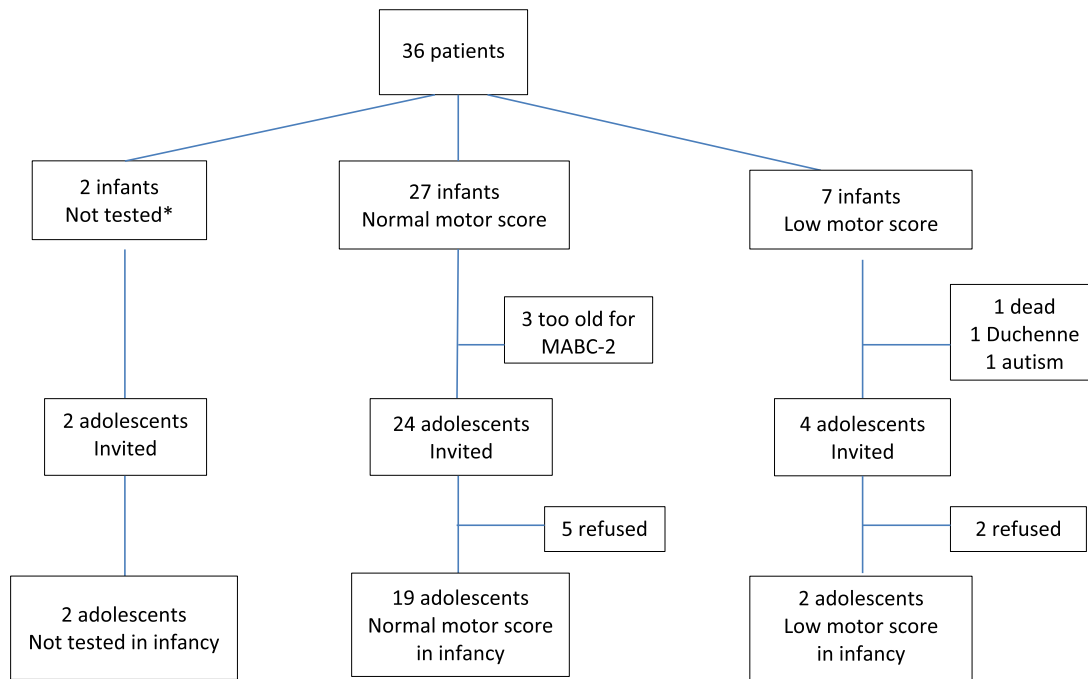 36 patients
2 infants
Not tested*
27 infants
Normal motor score
7 infants
Low motor score
3 too old for
MABC-2
1 dead
1 Duchenne
1 autism
2 adolescents
Invited
24 adolescents
Invited
4 adolescents
Invited
5 refused
2 refused
2 adolescents
Not tested in infancy
19 adolescents
Normal motor score
in infancy
2 adolescents
Low motor score
in infancy